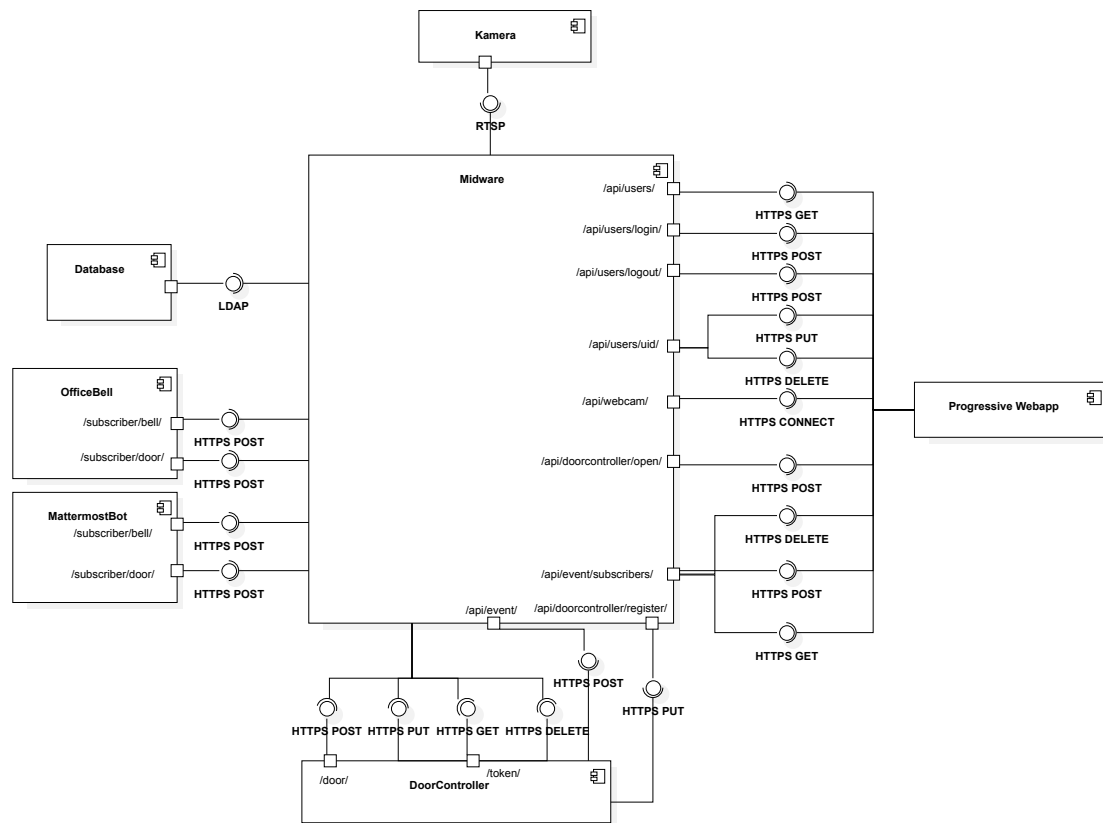 Kamera
RTSP
Midware
/api/users/
HTTPS GET
/api/users/login/
HTTPS POST
/api/users/logout/
HTTPS POST
Database
LDAP
HTTPS PUT
/api/users/uid/
HTTPS DELETE
OfficeBell
/subscriber/bell/
HTTPS POST
/subscriber/door/
HTTPS POST
/api/webcam/
HTTPS CONNECT
Progressive Webapp
/api/doorcontroller/open/
HTTPS POST
MattermostBot
/subscriber/bell/
HTTPS POST
/subscriber/door/
HTTPS POST
HTTPS DELETE
/api/event/subscribers/
HTTPS POST
HTTPS GET
/api/event/
/api/doorcontroller/register/
HTTPS POST
HTTPS PUT
HTTPS POST
HTTPS PUT
HTTPS GET
HTTPS DELETE
/door/
/token/
DoorController